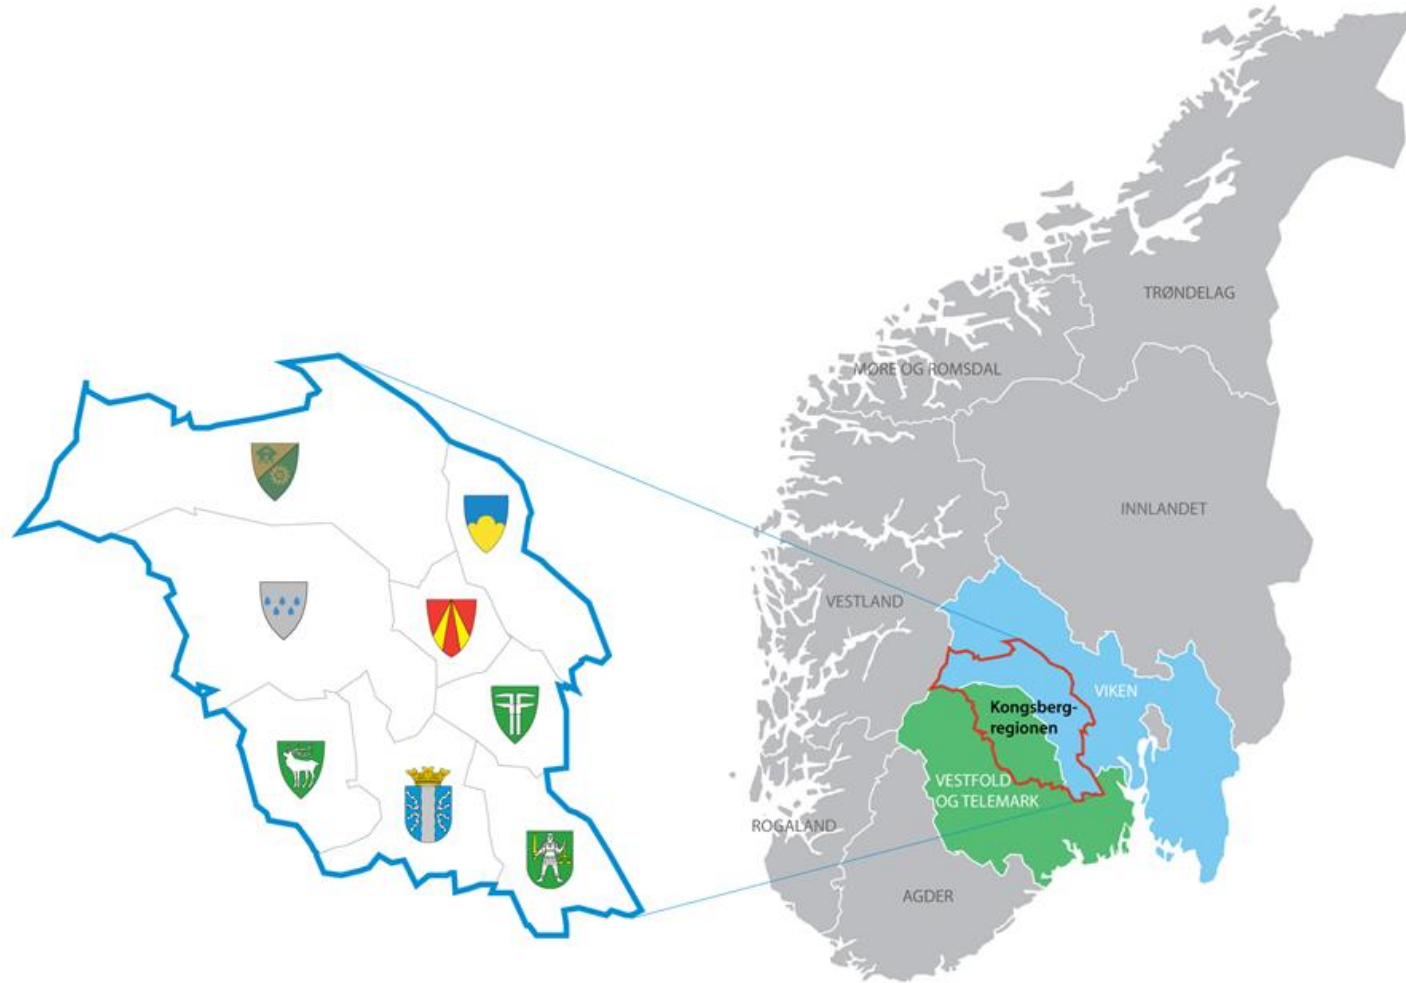 TRØNDELAG
MØRE OG ROMSDAL
INNLANDET
VESTLAND
VIKEN
Kongsberg-
regionen
VESTFOLD
OG TELEMARK
ROGALAND
AGDER